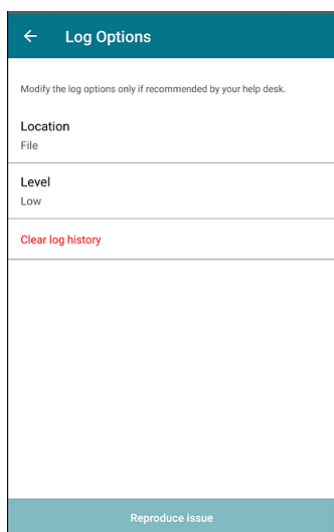 Log Options
Modify the log options only if recommended by your help desk.
Location
File
Level
Low
Clear log history
Reproduce issue